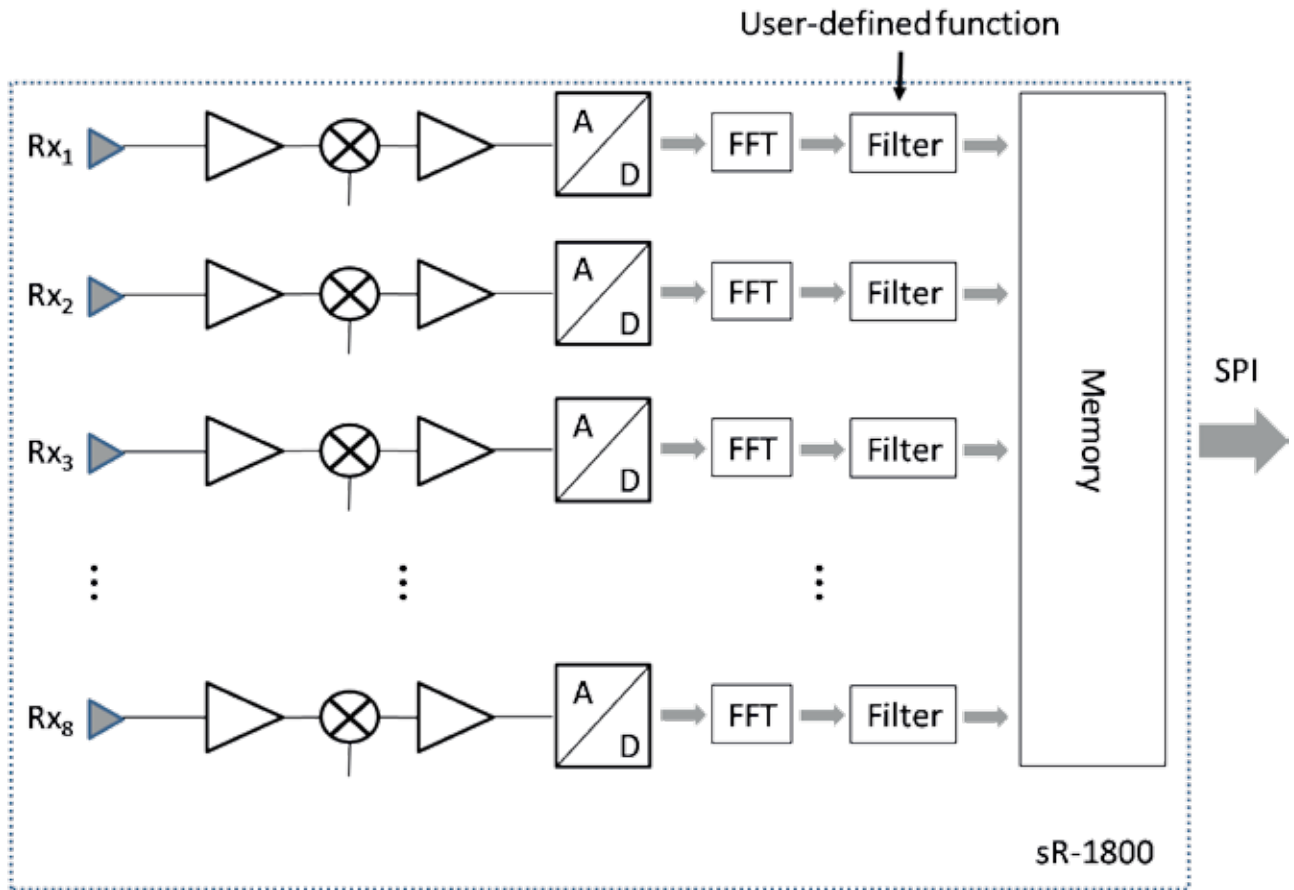 User-defined function
Rx1
A
D
FFT
Filter
Rx2
A
D
FFT
Filter
Rx3
A
D
FFT
Filter
Rx8
A
D
FFT
Filter
Memory
SPI
sR-1800